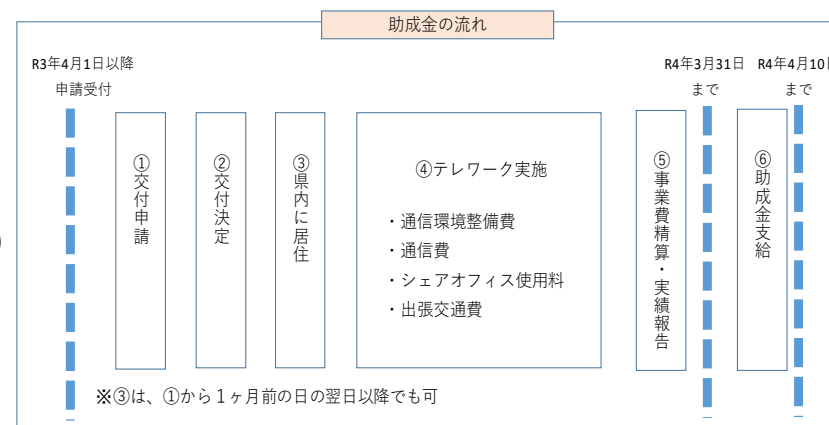 助成金の流れ
R3年4月1日以降
申請受付
R4年3月31日
まで
R4年4月10日
まで
①交付申請
②交付決定
③県内に居住
④テレワーク実施
・通信環境整備費
・通信費
・シェアオフィス使用料
・出張交通費
⑤事業費精算・実績報告
⑥助成金支給
※③は、①から１ヶ月前の日の翌日以降でも可